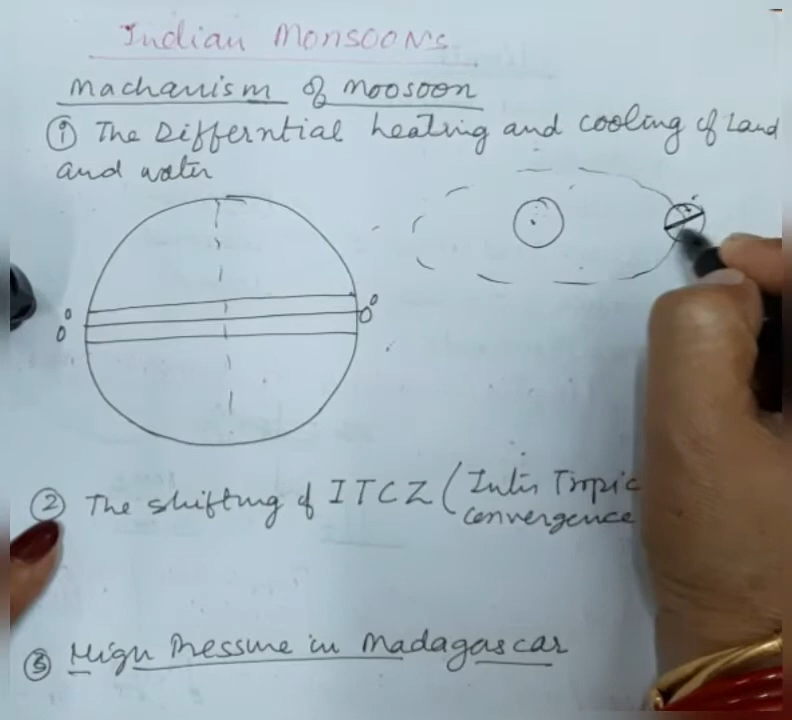 Indian Monsoon's
Machanism of Moosoon
① The Differntial heating and cooling of Land
and water
0°
0°
② The shifting of ITCZ (Inter Tropic
convergence
③ High Pressure in Madagascar